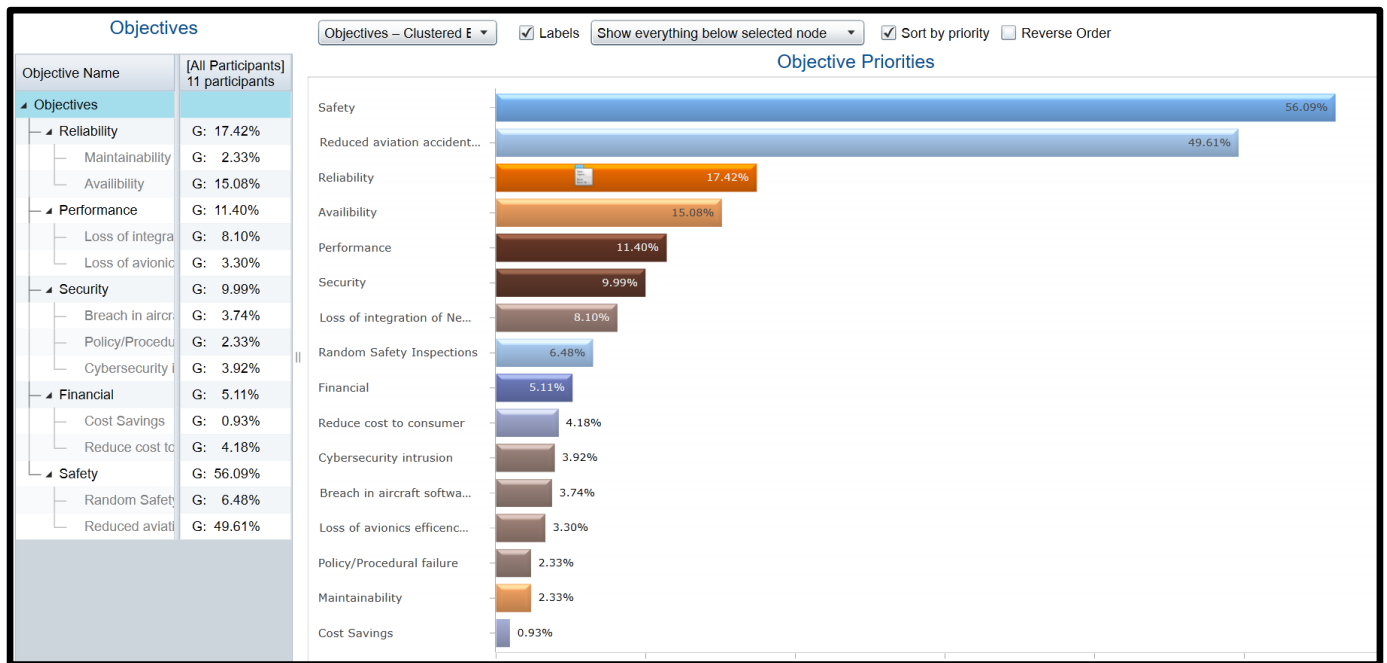 Objectives
Objectives – Clustered E
Labels
Show everything below selected node
Sort by priority
Reverse Order
Objective Name
[All Participants]
11 participants
Objectives
Reliability G: 17.42%
Maintainability G: 2.33%
Availibility G: 15.08%
Performance G: 11.40%
Loss of integra G: 8.10%
Loss of avionic G: 3.30%
Security G: 9.99%
Breach in aircr G: 3.74%
Policy/Procedu G: 2.33%
Cybersecurity i G: 3.92%
Financial G: 5.11%
Cost Savings G: 0.93%
Reduce cost to G: 4.18%
Safety G: 56.09%
Random Safety G: 6.48%
Reduced aviati G: 49.61%
Objective Priorities
Safety 56.09%
Reduced aviation accident... 49.61%
Reliability 17.42%
Availibility 15.08%
Performance 11.40%
Security 9.99%
Loss of integration of Ne... 8.10%
Random Safety Inspections 6.48%
Financial 5.11%
Reduce cost to consumer 4.18%
Cybersecurity intrusion 3.92%
Breach in aircraft softwa... 3.74%
Loss of avionics efficenc... 3.30%
Policy/Procedural failure 2.33%
Maintainability 2.33%
Cost Savings 0.93%